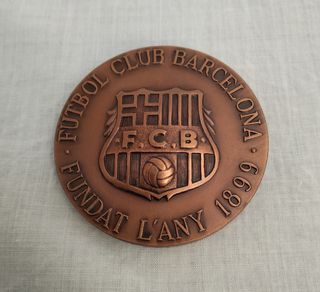 · FUTBOL CLUB BARCELONA ·
F.C.B
FUNDAT L'ANY 1899